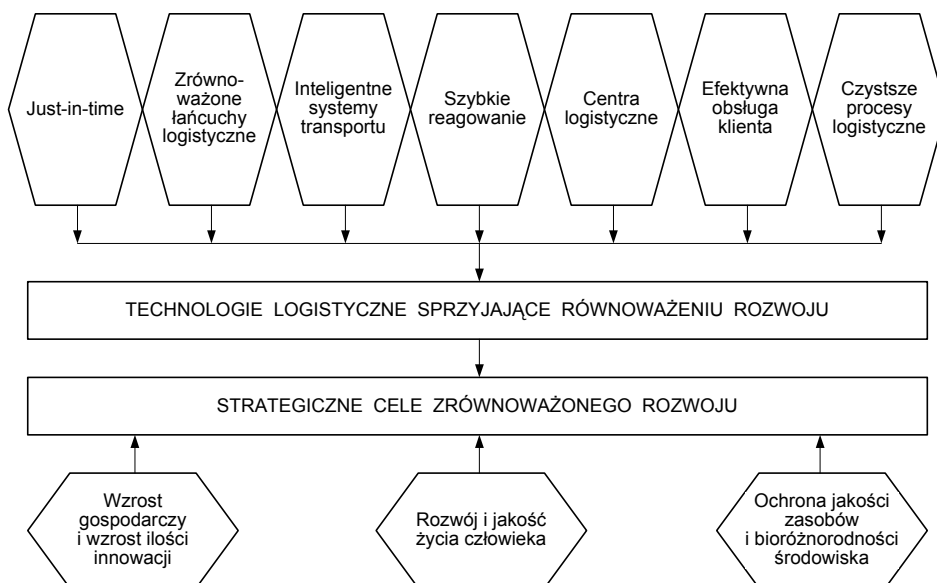 Just-in-time
Zrówno-
ważone
łańcuchy
logistyczne
Inteligentne
systemy
transportu
Szybkie
reagowanie
Centra
logistyczne
Efektywna
obsługa
klienta
Czystsze
procesy
logistyczne
TECHNOLOGIE LOGISTYCZNE SPRZYJAJĄCE RÓWNOWAŻENIU ROZWOJU
STRATEGICZNE CELE ZRÓWNOWAŻONEGO ROZWOJU
Wzrost
gospodarczy
i wzrost ilości
innowacji
Rozwój i jakość
życia człowieka
Ochrona jakości
zasobów
i bioróżnorodności
środowiska